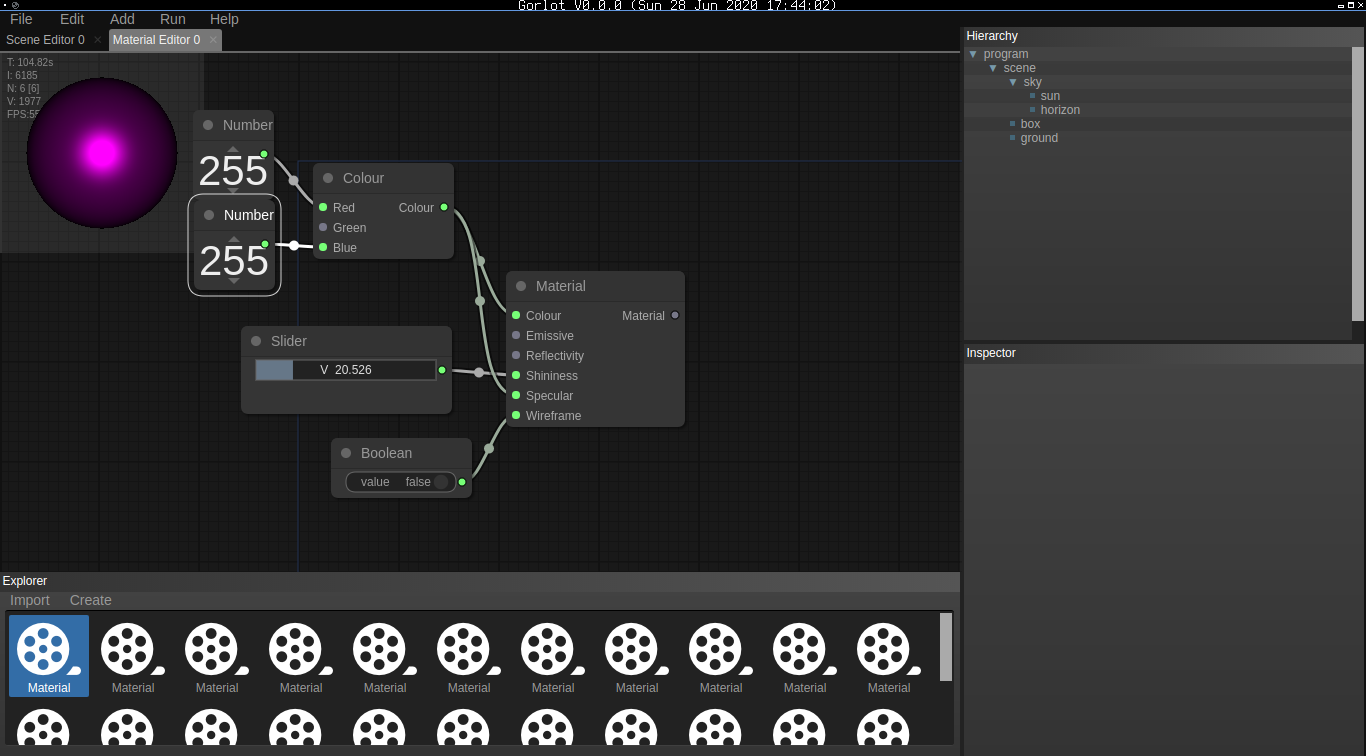 Gorlot V0.0.0 (Sun 28 Jun 2020 17:44:02)
File Edit Add Run Help
Scene Editor 0 Material Editor 0
T: 104.82s
I: 6185
N: 6 [6]
V: 1977
Number
255
Number
255
Colour
Red Colour
Green
Blue
Material
Colour Material
Emissive
Reflectivity
Shininess
Specular
Wireframe
Slider
V 20.526
Boolean
value false
Hierarchy
program
scene
sky
sun
horizon
box
ground
Inspector
Explorer
Import Create
Material Material Material Material Material Material Material Material Material Material Material